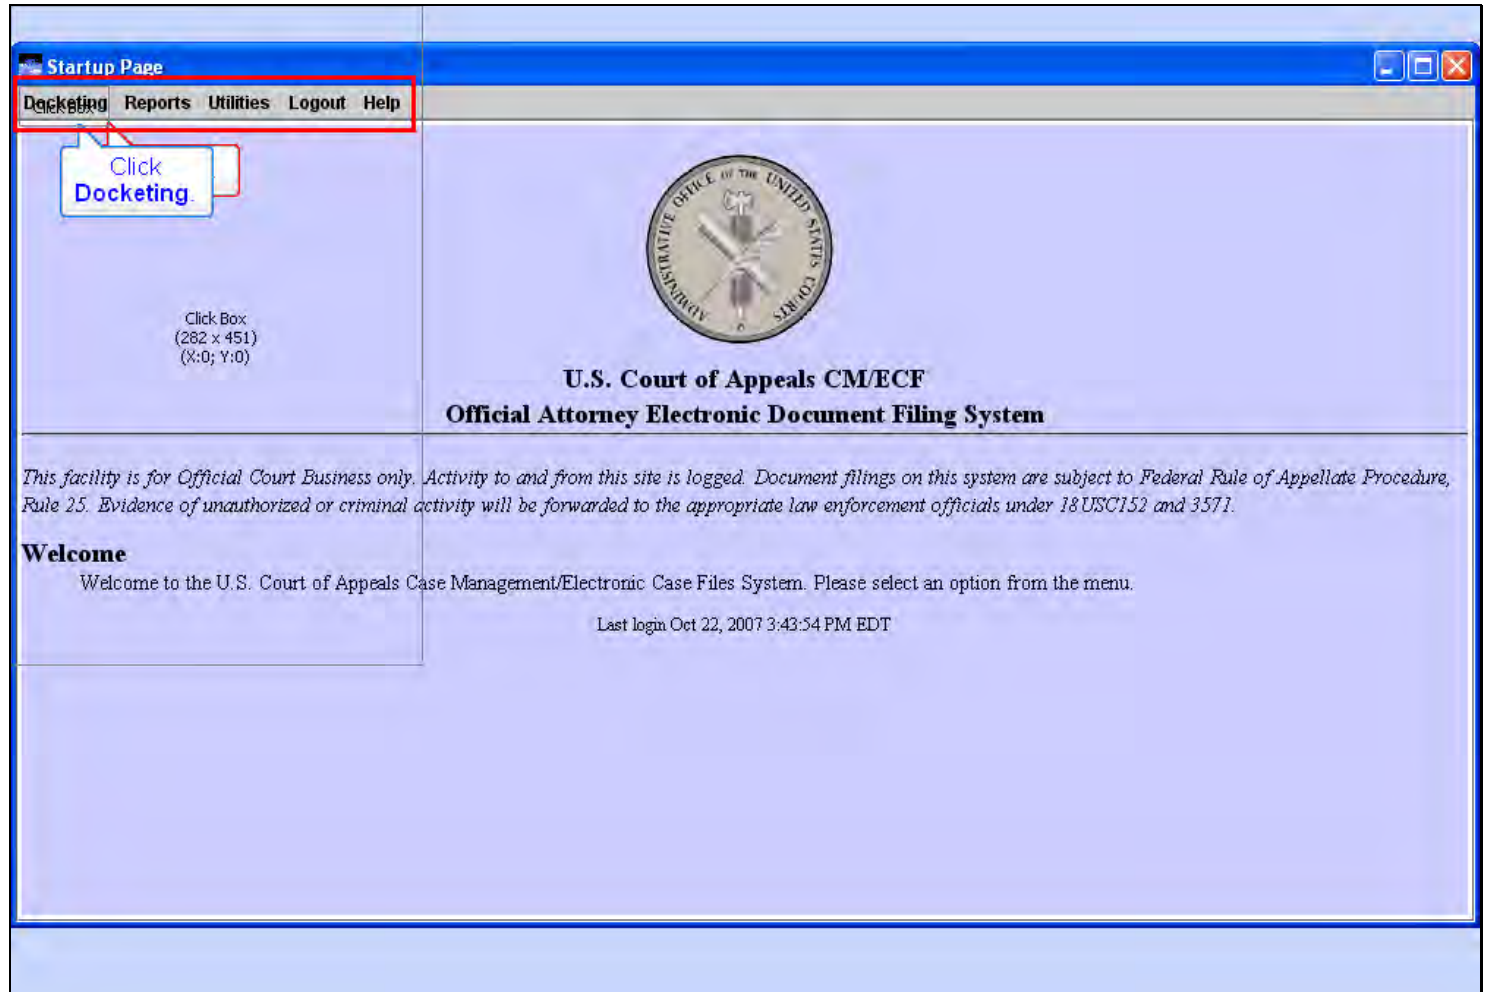 Startup Page
Docketing Reports Utilities Logout Help
Click Box
Click
Docketing.
ADMINISTRATIVE OFFICE OF THE UNITED STATES COURTS
Click Box
(282 x 451)
(X:0; Y:0)
U.S. Court of Appeals CM/ECF
Official Attorney Electronic Document Filing System
This facility is for Official Court Business only. Activity to and from this site is logged. Document filings on this system are subject to Federal Rule of Appellate Procedure,
Rule 25. Evidence of unauthorized or criminal activity will be forwarded to the appropriate law enforcement officials under 18 USC152 and 3571.
Welcome
Welcome to the U.S. Court of Appeals Case Management/Electronic Case Files System. Please select an option from the menu.
Last login Oct 22, 2007 3:43:54 PM EDT